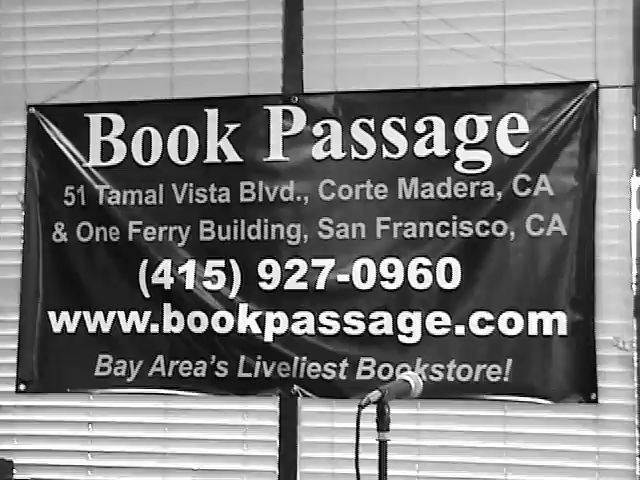 Book Passage
51 Tamal Vista Blvd., Corte Madera, CA
& One Ferry Building, San Francisco, CA
(415) 927-0960
www.bookpassage.com
Bay Area's Liveliest Bookstore!